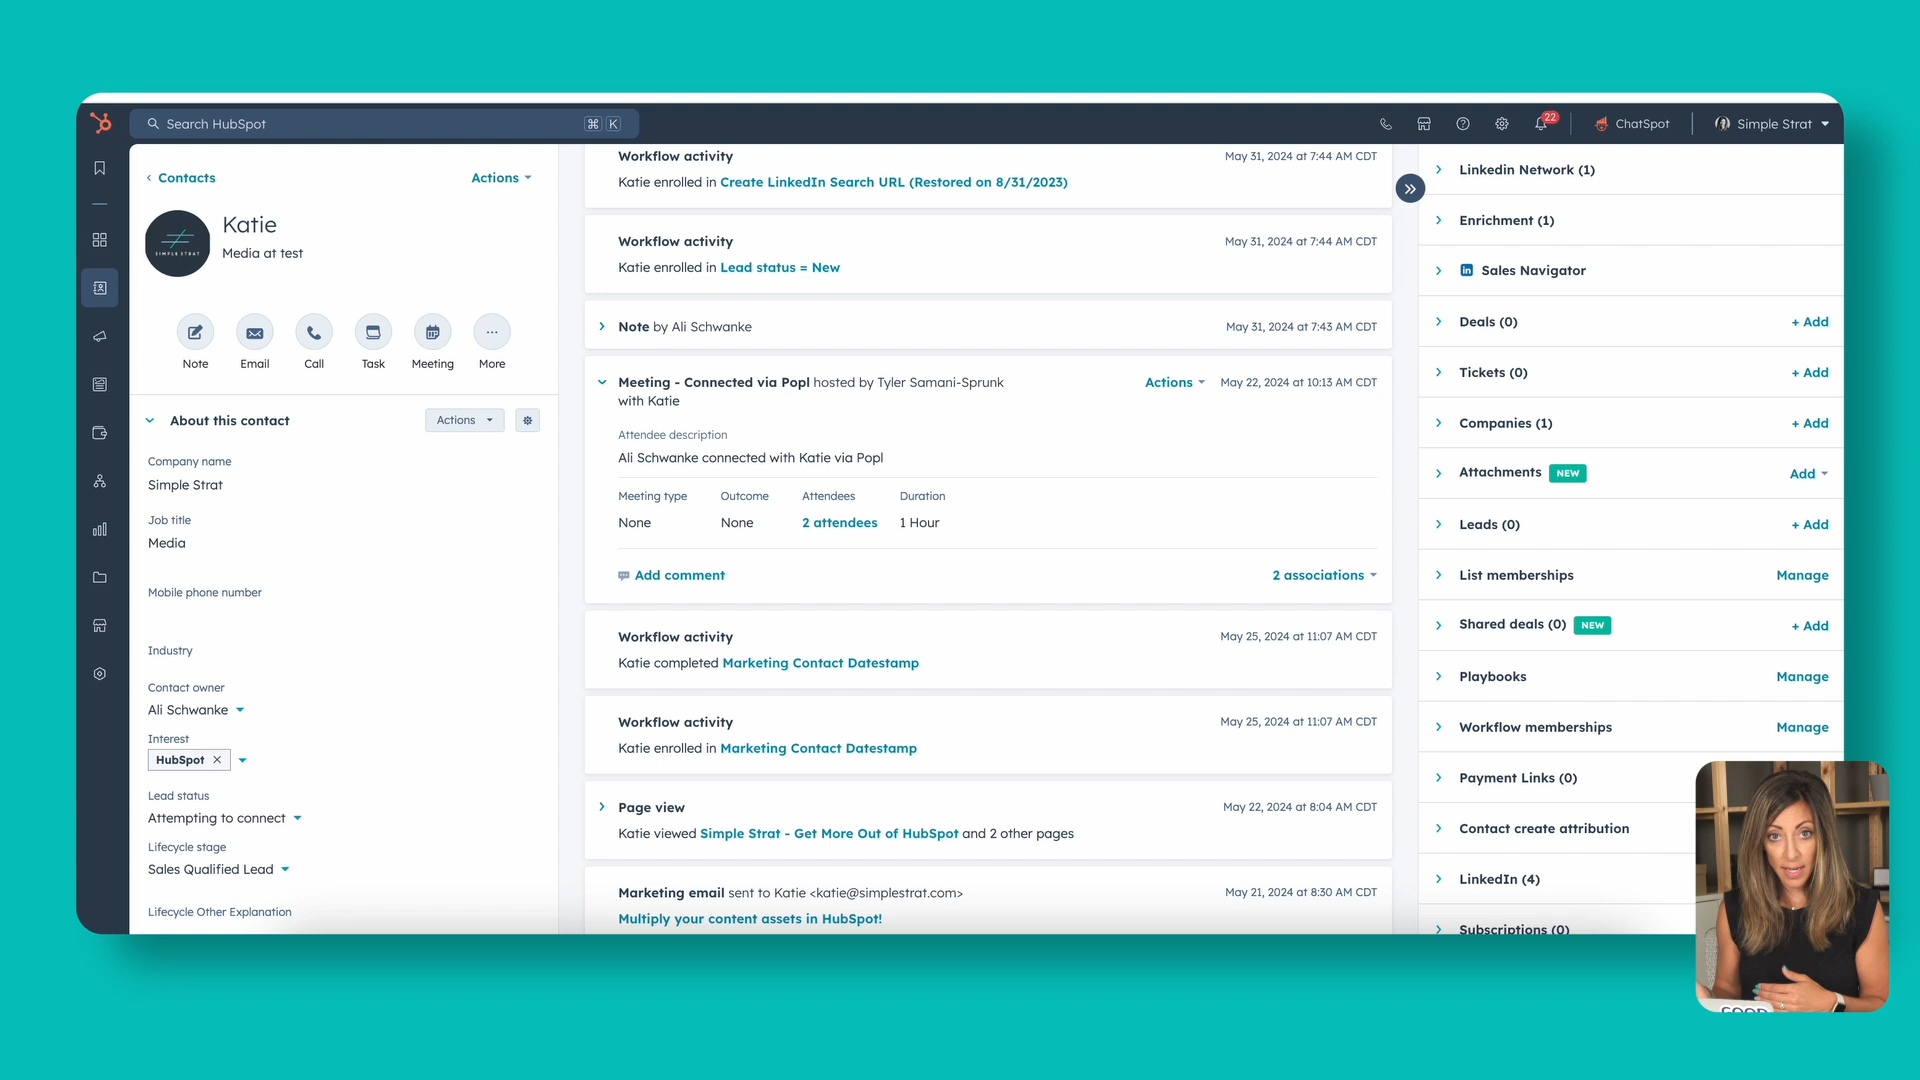 Search HubSpot
⌘ K
22
ChatSpot
Simple Strat
Contacts
Actions
SIMPLE STRAT
Katie
Media at test
Note
Email
Call
Task
Meeting
More
About this contact
Actions
Company name
Simple Strat
Job title
Media
Mobile phone number
Industry
Contact owner
Ali Schwanke
Interest
HubSpot
Lead status
Attempting to connect
Lifecycle stage
Sales Qualified Lead
Lifecycle Other Explanation
Workflow activity
May 31, 2024 at 7:44 AM CDT
Katie enrolled in Create LinkedIn Search URL (Restored on 8/31/2023)
Workflow activity
May 31, 2024 at 7:44 AM CDT
Katie enrolled in Lead status = New
Note by Ali Schwanke
May 31, 2024 at 7:43 AM CDT
Meeting - Connected via Popl hosted by Tyler Samani-Sprunk
with Katie
Actions
May 22, 2024 at 10:13 AM CDT
Attendee description
Ali Schwanke connected with Katie via Popl
Meeting type Outcome Attendees Duration
None None 2 attendees 1 Hour
Add comment
2 associations
Workflow activity
May 25, 2024 at 11:07 AM CDT
Katie completed Marketing Contact Datestamp
Workflow activity
May 25, 2024 at 11:07 AM CDT
Katie enrolled in Marketing Contact Datestamp
Page view
May 22, 2024 at 8:04 AM CDT
Katie viewed Simple Strat - Get More Out of HubSpot and 2 other pages
Marketing email sent to Katie <katie@simplestrat.com>
May 21, 2024 at 8:30 AM CDT
Multiply your content assets in HubSpot!
Linkedin Network (1)
Enrichment (1)
in Sales Navigator
Deals (0) + Add
Tickets (0) + Add
Companies (1) + Add
Attachments NEW Add
Leads (0) + Add
List memberships Manage
Shared deals (0) NEW + Add
Playbooks Manage
Workflow memberships Manage
Payment Links (0)
Contact create attribution
LinkedIn (4)
Subscriptions (0)